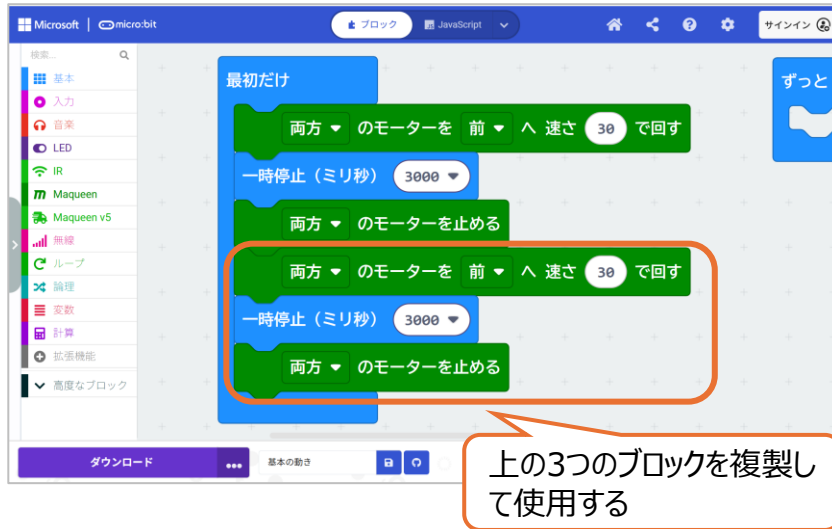 Microsoft micro:bit ブロック JavaScript サインイン
検索...
基本
入力
音楽
LED
IR
Maqueen
Maqueen v5
無線
ループ
論理
変数
計算
拡張機能
高度なブロック
最初だけ
両方 のモーターを 前 へ 速さ 30 で回す
一時停止（ミリ秒） 3000
両方 のモーターを止める
両方 のモーターを 前 へ 速さ 30 で回す
一時停止（ミリ秒） 3000
両方 のモーターを止める
ずっと
ダウンロード
基本の動き
上の3つのブロックを複製し
て使用する